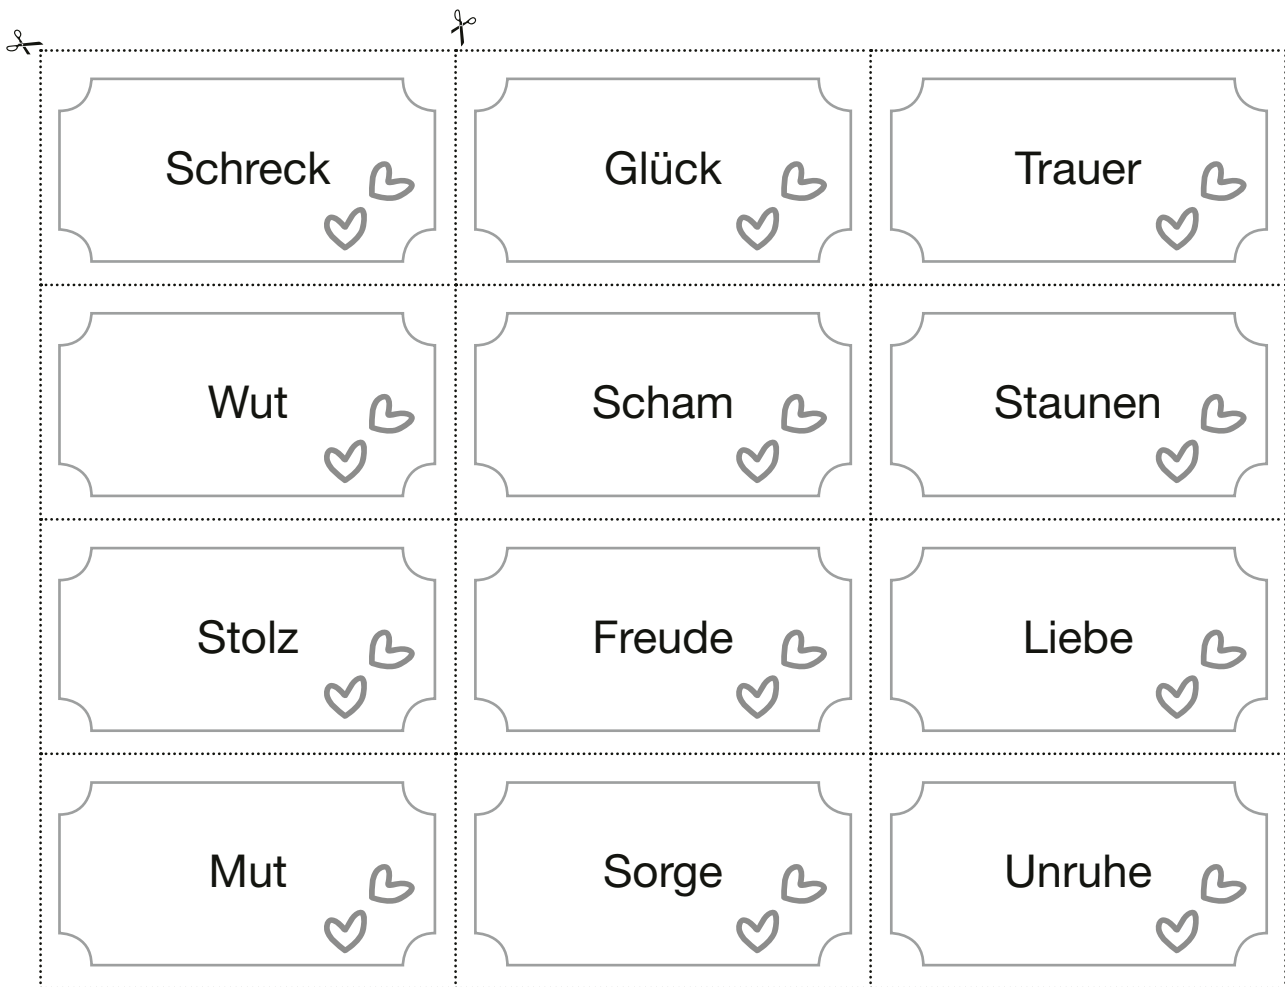 Schreck
Glück
Trauer
Wut
Scham
Staunen
Stolz
Freude
Liebe
Mut
Sorge
Unruhe